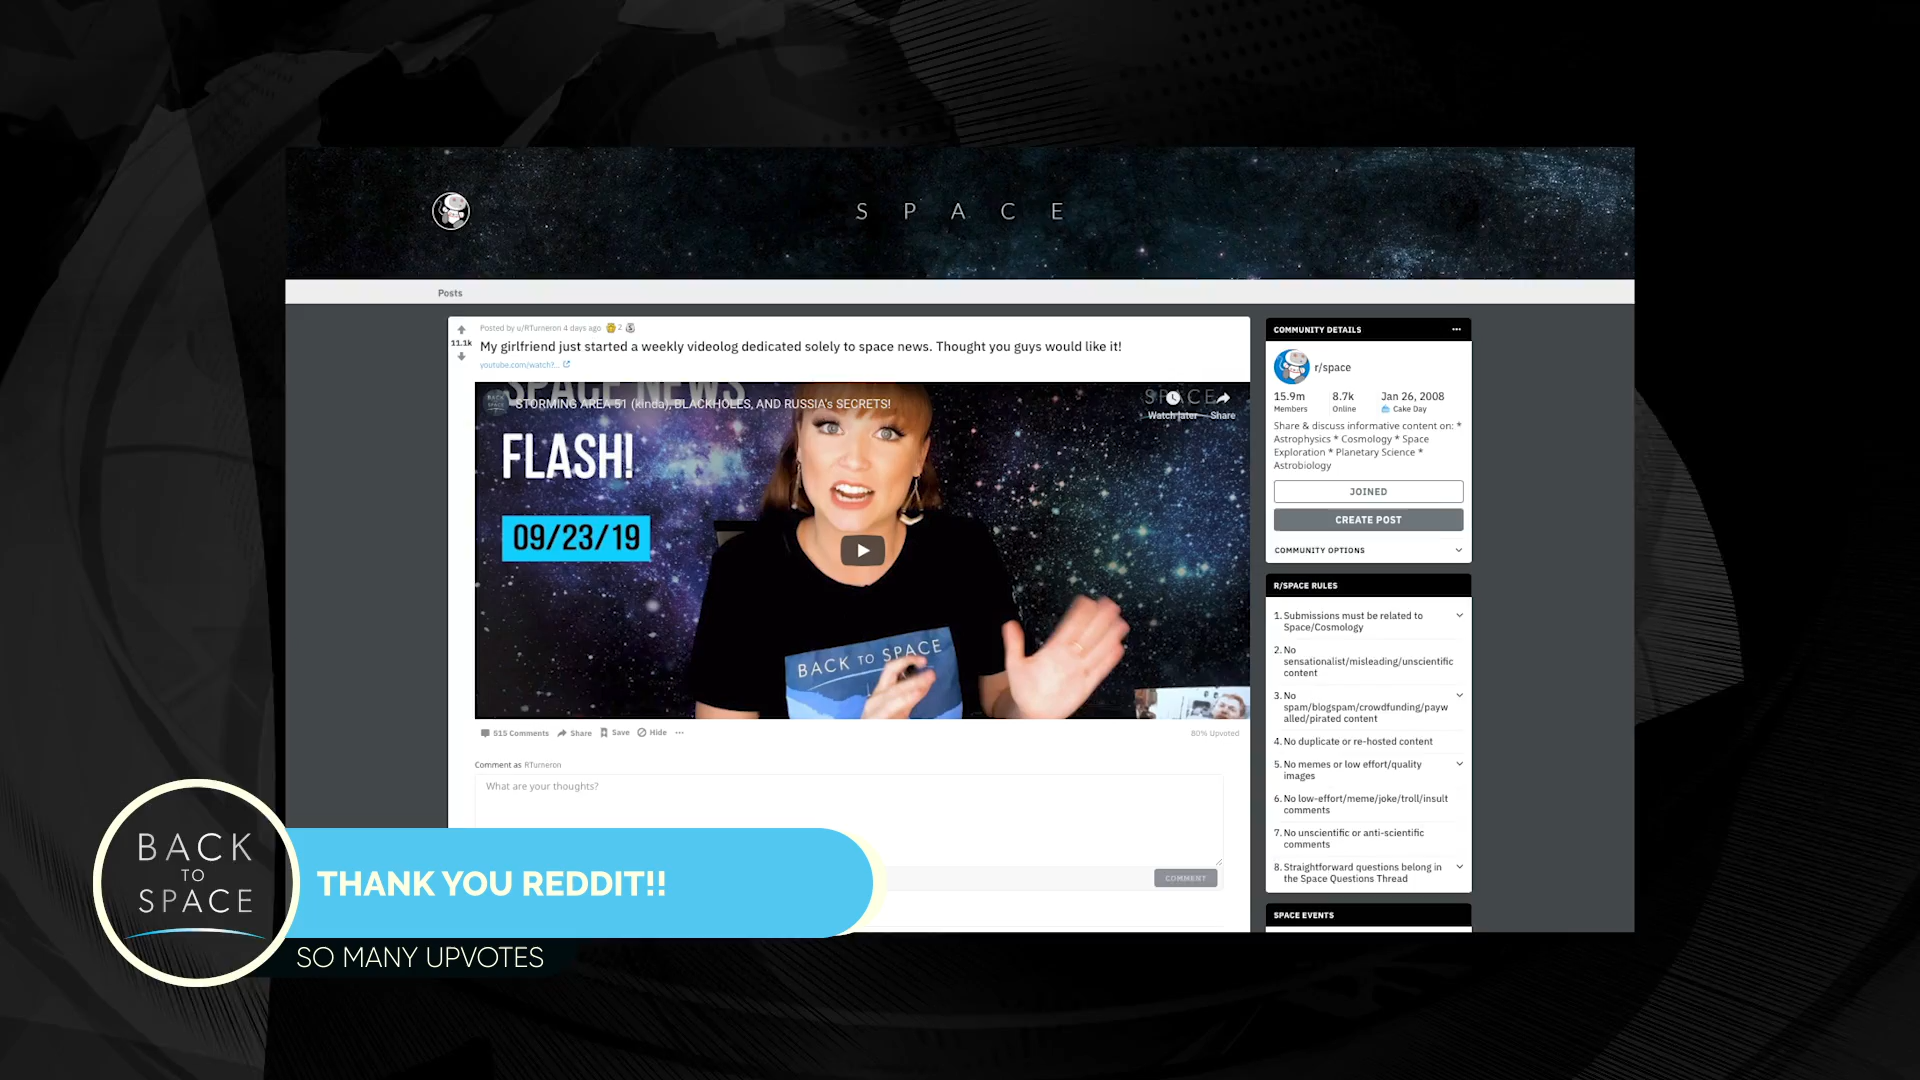 S P A C E
Posts
Posted by u/RTurneron 4 days ago 2
11.1k
My girlfriend just started a weekly videolog dedicated solely to space news. Thought you guys would like it!
youtube.com/watch?...
SPACE NEWS
STORMING AREA 51 (kinda), BLACKHOLES, AND RUSSIA's SECRETS!
SPACE
Watch later Share
FLASH!
09/23/19
BACK TO SPACE
515 Comments Share Save Hide ...
80% Upvoted
Comment as RTurneron
What are your thoughts?
COMMENT
COMMUNITY DETAILS
r/space
15.9m 8.7k Jan 26, 2008
Members Online Cake Day
Share & discuss informative content on: *
Astrophysics * Cosmology * Space
Exploration * Planetary Science *
Astrobiology
JOINED
CREATE POST
COMMUNITY OPTIONS
R/SPACE RULES
1. Submissions must be related to
Space/Cosmology
2. No
sensationalist/misleading/unscientific
content
3. No
spam/blogspam/crowdfunding/payw
alled/pirated content
4. No duplicate or re-hosted content
5. No memes or low effort/quality
images
6. No low-effort/meme/joke/troll/insult
comments
7. No unscientific or anti-scientific
comments
8. Straightforward questions belong in
the Space Questions Thread
SPACE EVENTS
BACK
TO
SPACE
THANK YOU REDDIT!!
SO MANY UPVOTES